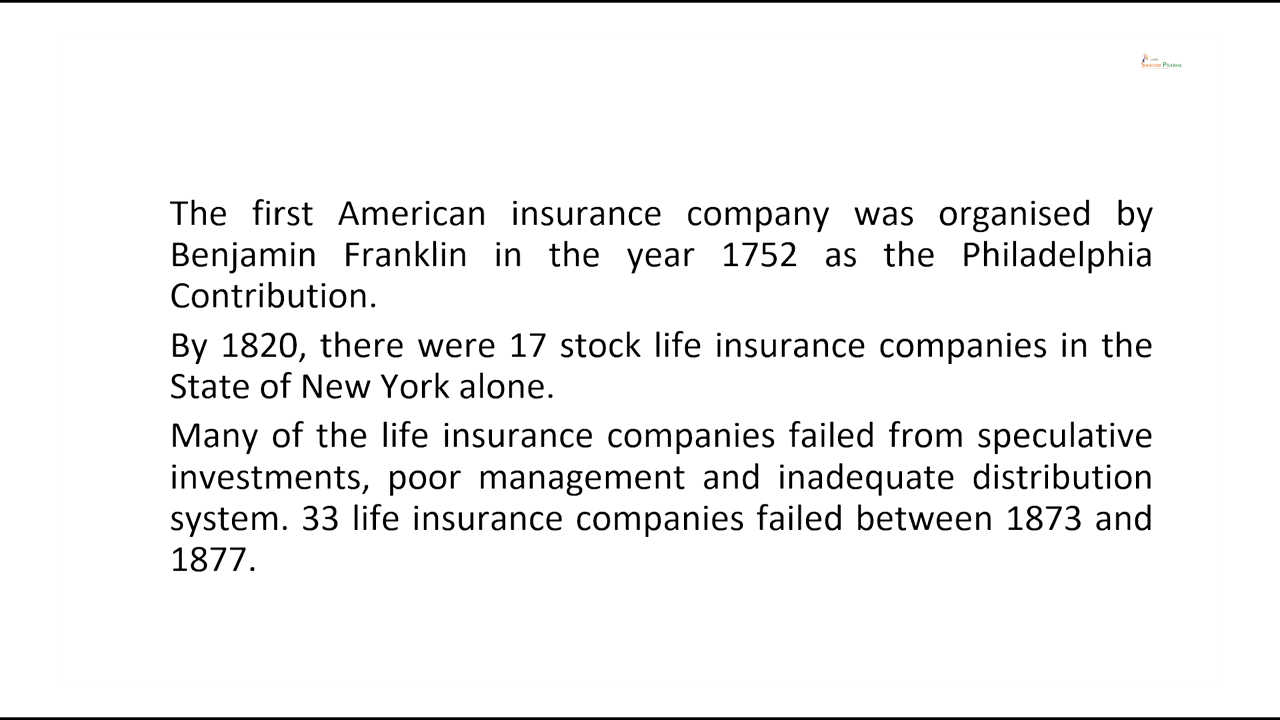 Swayam Prabha
The first American insurance company was organised by
Benjamin Franklin in the year 1752 as the Philadelphia
Contribution.
By 1820, there were 17 stock life insurance companies in the
State of New York alone.
Many of the life insurance companies failed from speculative
investments, poor management and inadequate distribution
system. 33 life insurance companies failed between 1873 and
1877.